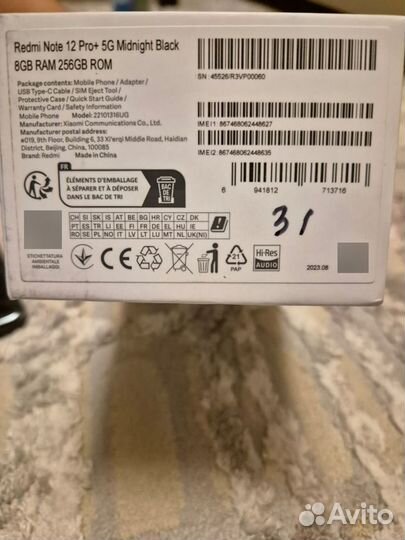 Redmi Note 12 Pro+ 5G Midnight Black
8GB RAM 256GB ROM
Package contents: Mobile Phone / Adapter /
USB Type-C Cable / SIM Eject Tool /
Protective Case / Quick Start Guide /
Warranty Card / Safety Information
Mobile Phone Model: 22101316UG
Manufacturer: Xiaomi Communications Co., Ltd.
#019, 9th Floor, Building 6, 33 Xi'erqi Middle Road, Haidian
District, Beijing, China, 100085
Brand: Redmi Made in China
SN: 45526/R3VP00060
IMEI1: 867468062448627
IMEI2: 867468062448635
6 941812 713716
FR
ÉLÉMENTS D'EMBALLAGE
À SÉPARER ET À DÉPOSER
DANS LE BAC DE TRI
BAC
DE TRI
31
CH SI SK IS AT BE BG HR CY CZ DK
PT ES TR LI EE FI FR DE GR HU IE
RO SE PL NO IT LV LT LU MT NL UK(NI)
ETICHETTATURA
AMBIENTALE
IMBALLAGGI
CE
21
PAP
Hi-Res
AUDIO
2023.08
Avito